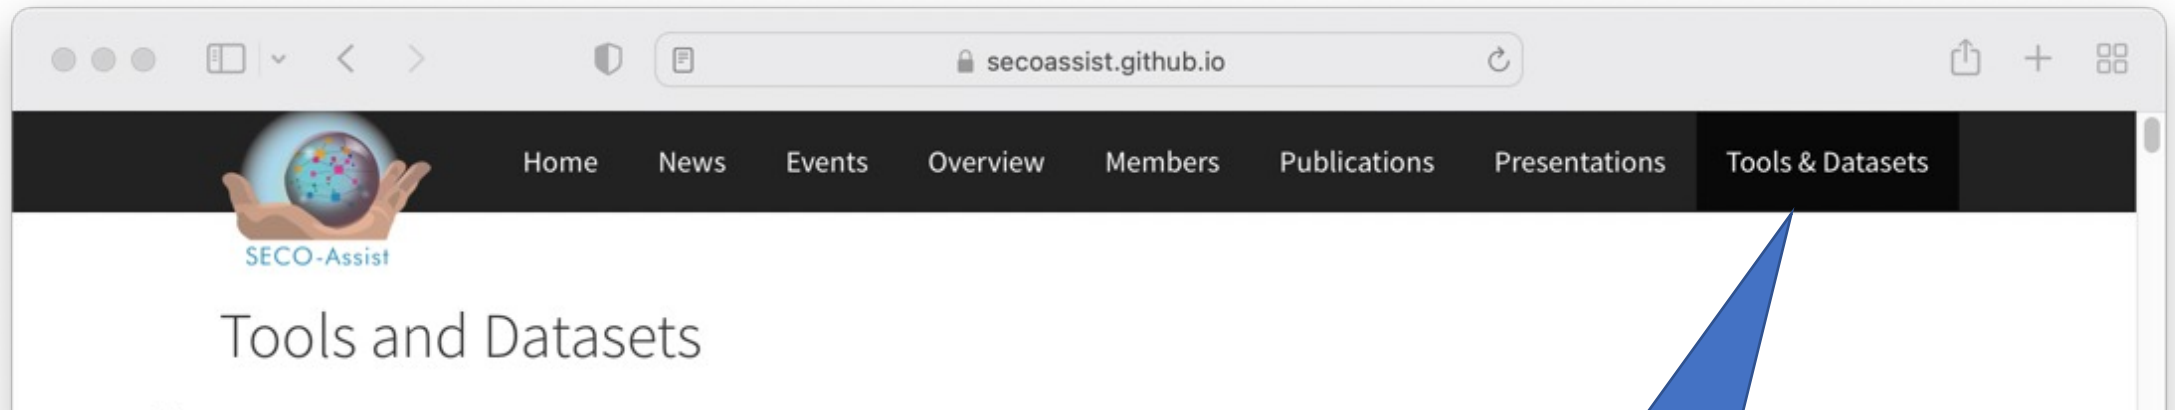 secoassist.github.io
Home News Events Overview Members Publications Presentations Tools & Datasets
SECO-Assist
Tools and Datasets